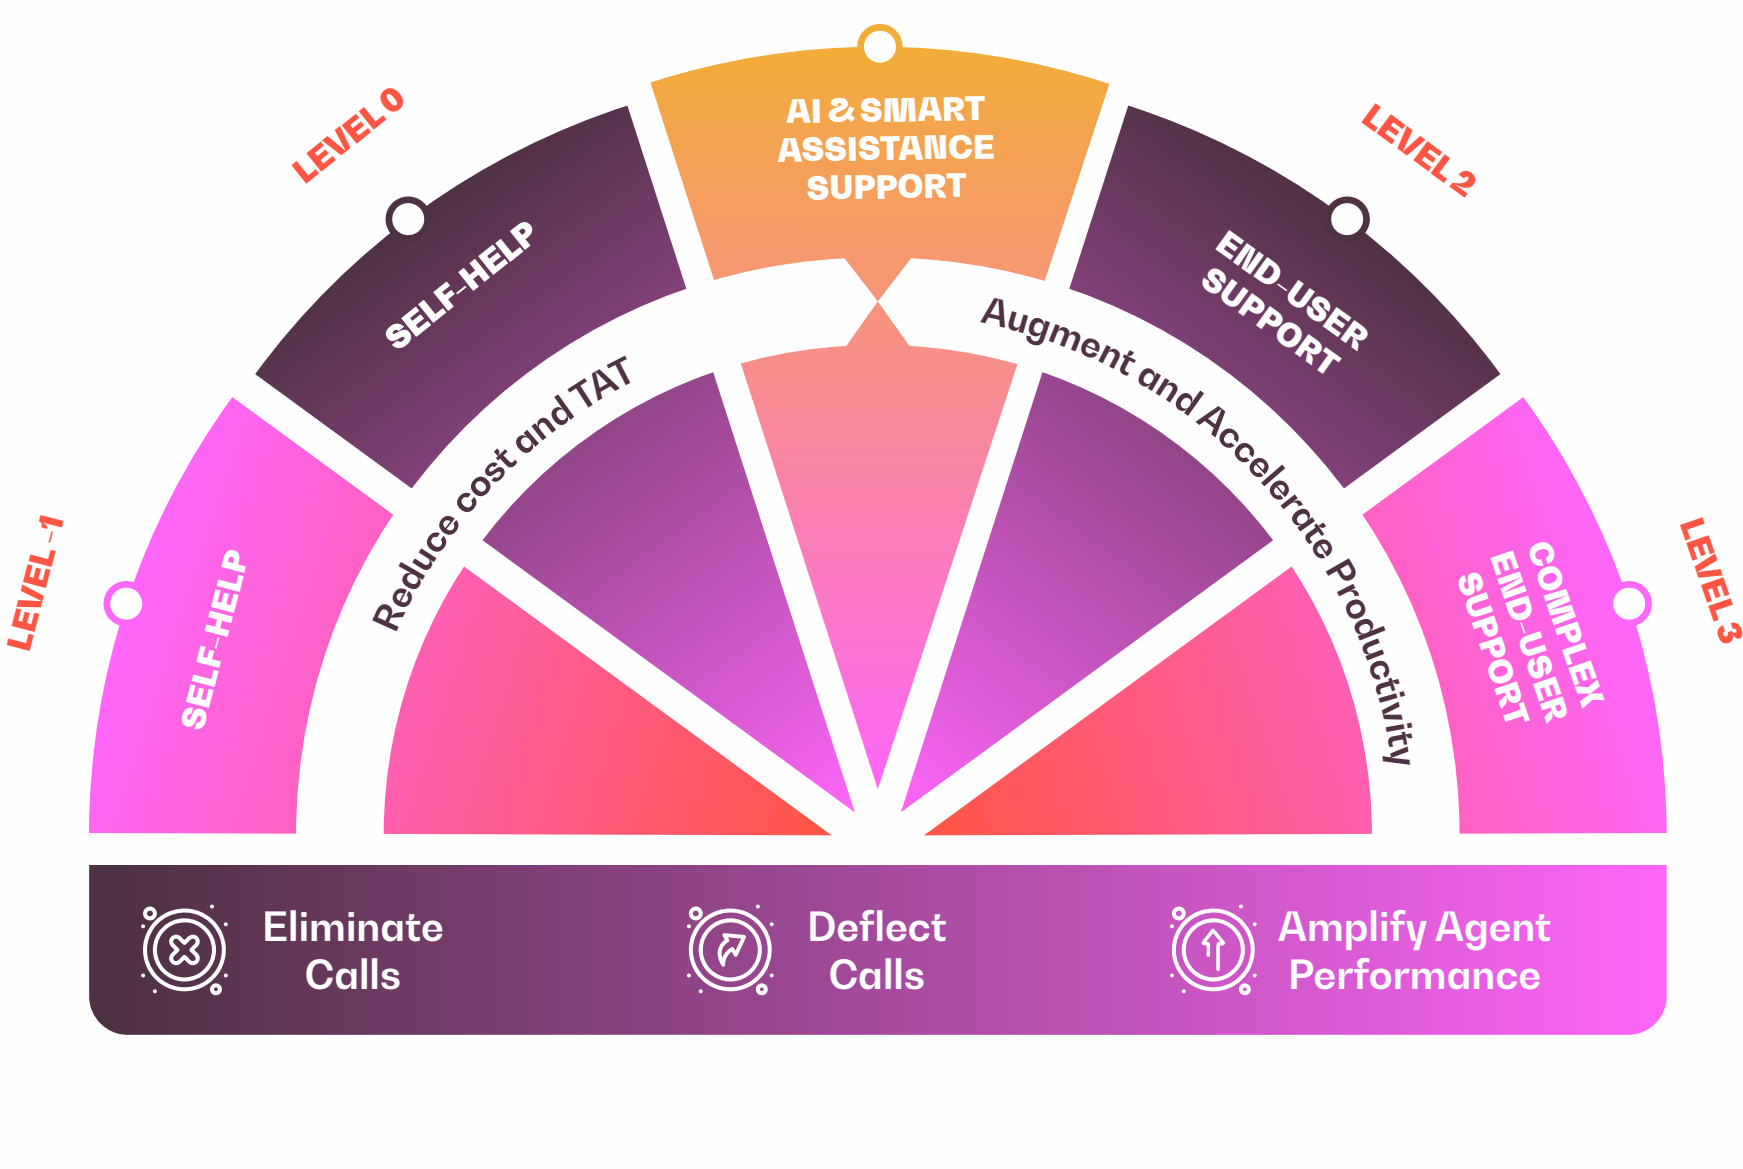 LEVEL -1
SELF-HELP
LEVEL 0
SELF-HELP
AI & SMART
ASSISTANCE
SUPPORT
LEVEL 2
END-USER
SUPPORT
LEVEL 3
COMPLEX
END-USER
SUPPORT
Reduce cost and TAT
Augment and Accelerate Productivity
Eliminate
Calls
Deflect
Calls
Amplify Agent
Performance